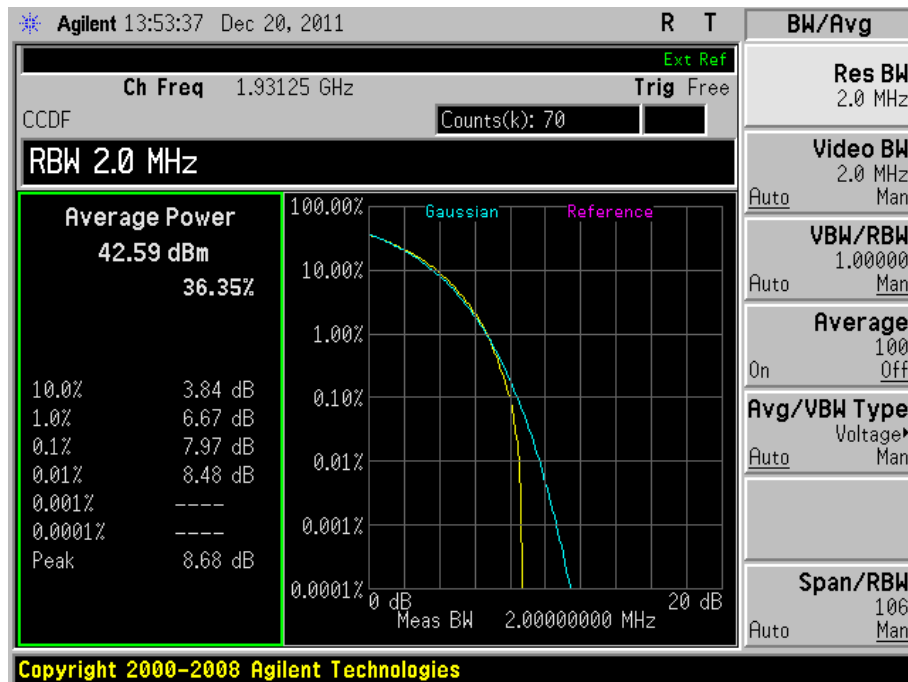 Agilent 13:53:37 Dec 20, 2011 R T
BW/Avg
Ext Ref
Ch Freq 1.93125 GHz Trig Free
CCDF Counts(k): 70
RBW 2.0 MHz
Average Power
42.59 dBm
36.35%
10.0% 3.84 dB
1.0% 6.67 dB
0.1% 7.97 dB
0.01% 8.48 dB
0.001% ----
0.0001% ----
Peak 8.68 dB
Gaussian Reference
100.00%
10.00%
1.00%
0.10%
0.01%
0.001%
0.0001%
0 dB 20 dB
Meas BW 2.00000000 MHz
Res BW
2.0 MHz
Video BW
2.0 MHz
Auto Man
VBW/RBW
1.00000
Auto Man
Average
100
On Off
Avg/VBW Type
Voltage
Auto Man
Span/RBW
106
Auto Man
Copyright 2000-2008 Agilent Technologies